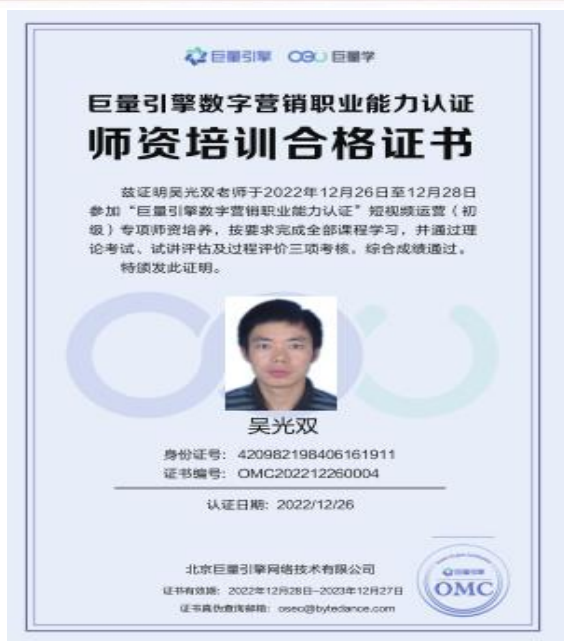 巨量引擎 巨量学
巨量引擎数字营销职业能力认证
师资培训合格证书
兹证明吴光双老师于2022年12月26日至12月28日
参加“巨量引擎数字营销职业能力认证”短视频运营（初
级）专项师资培养，按要求完成全部课程学习，并通过理
论考试、试讲评估及过程评价三项考核，综合成绩通过。
特颁发此证明。
吴光双
身份证号：420982198406161911
证书编号：OMC202212260004
认证日期：2022/12/26
北京巨量引擎网络技术有限公司
证书有效期：2022年12月28日-2023年12月27日
证书真伪查询邮箱：oseo@bytedance.com
巨量引擎
OMC